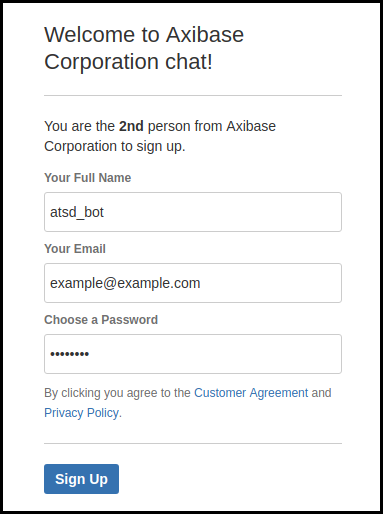 Welcome to Axibase
Corporation chat!
You are the 2nd person from Axibase
Corporation to sign up.
Your Full Name
atsd_bot
Your Email
example@example.com
Choose a Password
••••••••
By clicking you agree to the Customer Agreement and
Privacy Policy.
Sign Up